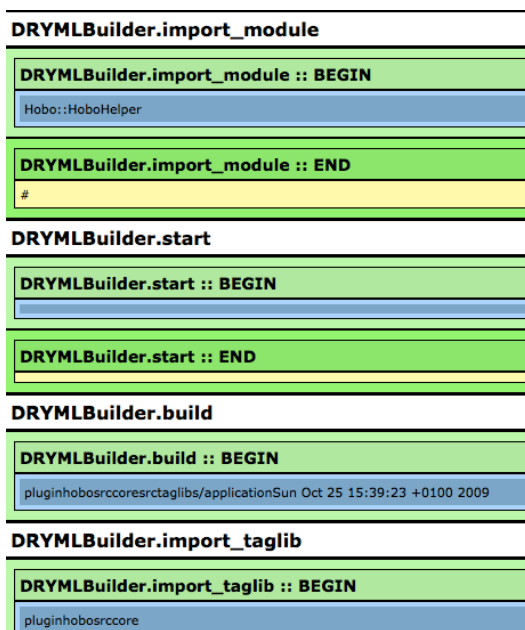 DRYMLBuilder.import_module
DRYMLBuilder.import_module :: BEGIN
Hobo::HoboHelper
DRYMLBuilder.import_module :: END
#
DRYMLBuilder.start
DRYMLBuilder.start :: BEGIN
DRYMLBuilder.start :: END
DRYMLBuilder.build
DRYMLBuilder.build :: BEGIN
pluginhobosrccoresrctaglibs/applicationSun Oct 25 15:39:23 +0100 2009
DRYMLBuilder.import_taglib
DRYMLBuilder.import_taglib :: BEGIN
pluginhobosrccore